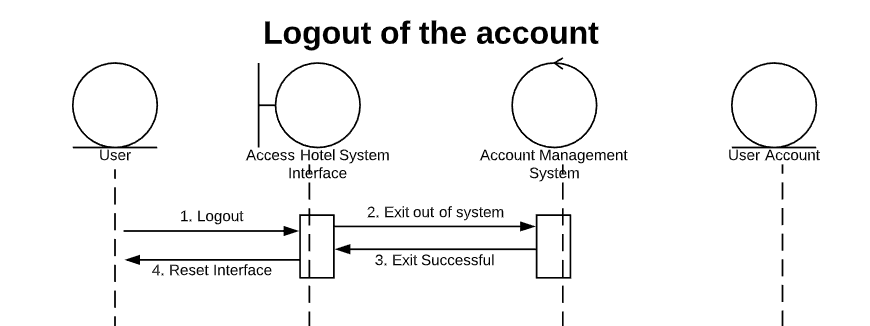 Logout of the account
User
Access Hotel System
Interface
Account Management
System
User Account
1. Logout
2. Exit out of system
3. Exit Successful
4. Reset Interface